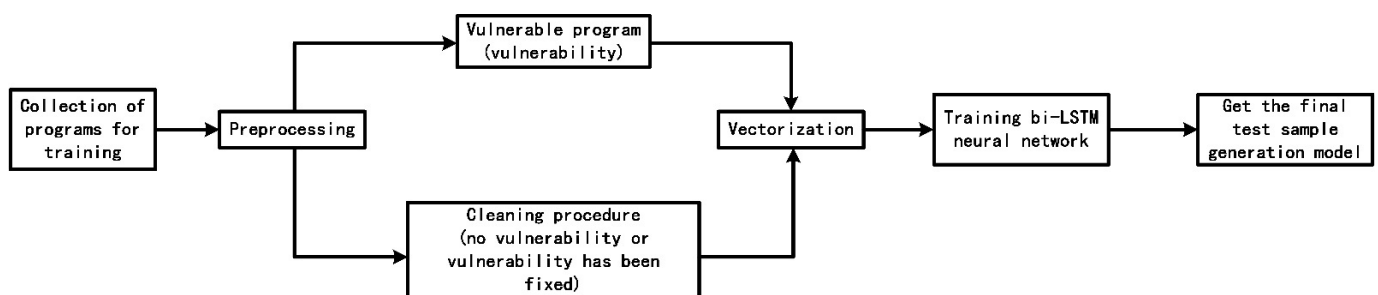 Collection of
programs for
training
Preprocessing
Vulnerable program
(vulnerability)
Cleaning procedure
(no vulnerability or
vulnerability has been
fixed)
Vectorization
Training bi-LSTM
neural network
Get the final
test sample
generation model